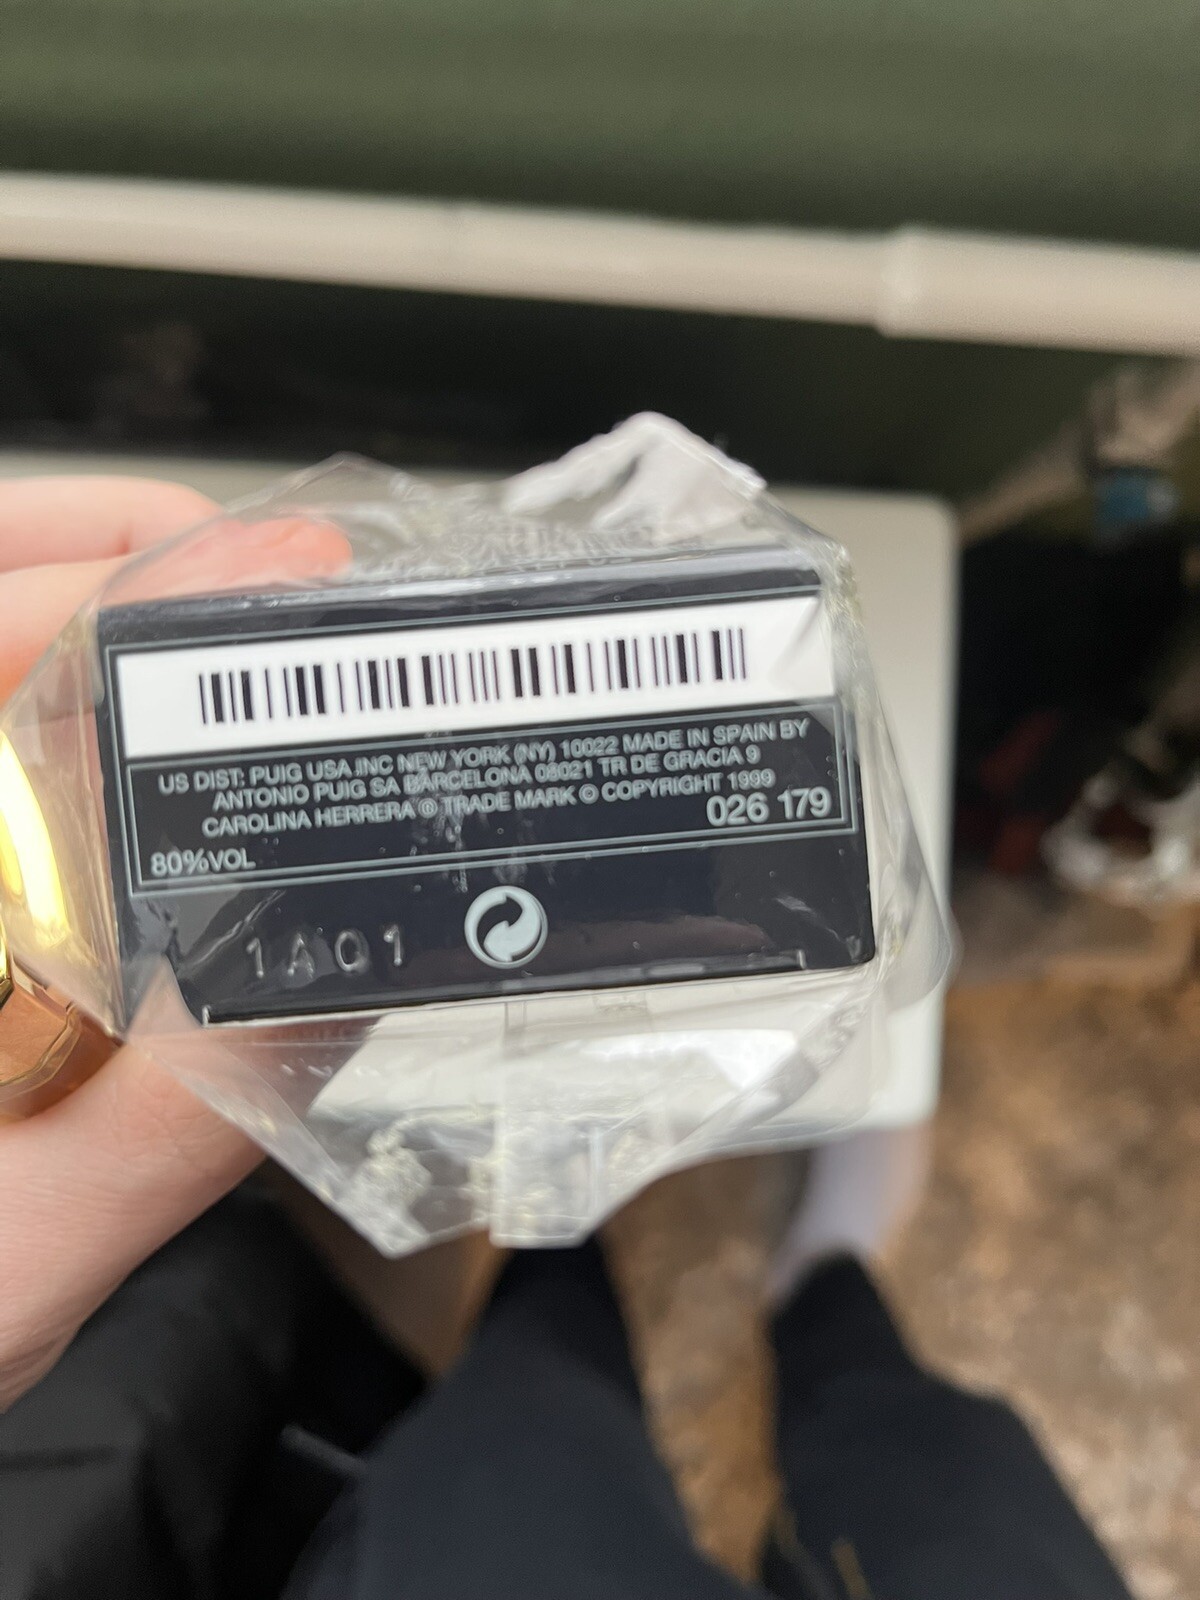 US DIST: PUIG USA.INC NEW YORK (NY) 10022 MADE IN SPAIN BY
ANTONIO PUIG SA BARCELONA 08021 TR DE GRACIA 9
CAROLINA HERRERA ® TRADE MARK © COPYRIGHT 1999
026 179
80%VOL
1A01